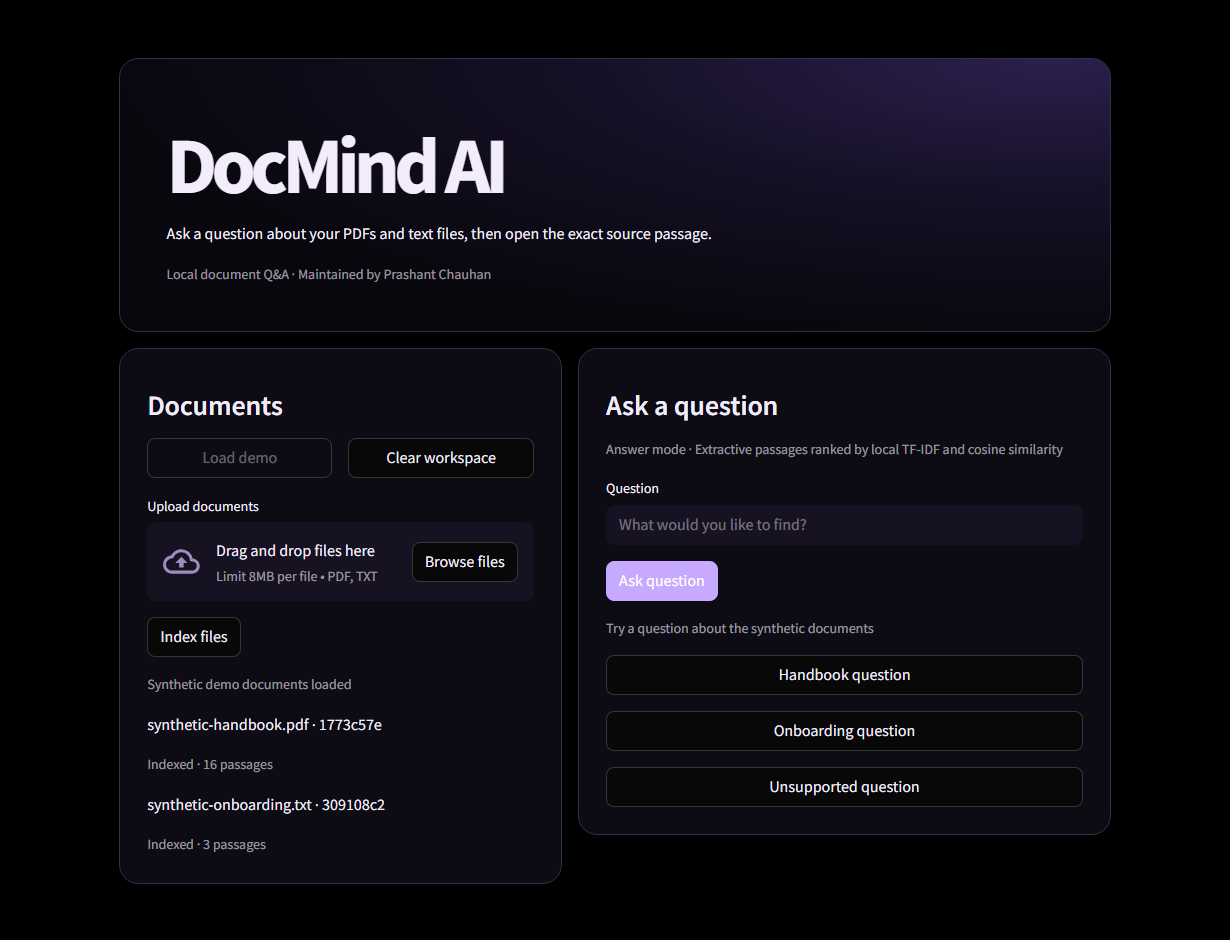 DocMind AI
Ask a question about your PDFs and text files, then open the exact source passage.
Local document Q&A · Maintained by Prashant Chauhan
Documents
Load demo
Clear workspace
Upload documents
Drag and drop files here
Limit 8MB per file • PDF, TXT
Browse files
Index files
Synthetic demo documents loaded
synthetic-handbook.pdf · 1773c57e
Indexed · 16 passages
synthetic-onboarding.txt · 309108c2
Indexed · 3 passages
Ask a question
Answer mode · Extractive passages ranked by local TF-IDF and cosine similarity
Question
What would you like to find?
Ask question
Try a question about the synthetic documents
Handbook question
Onboarding question
Unsupported question